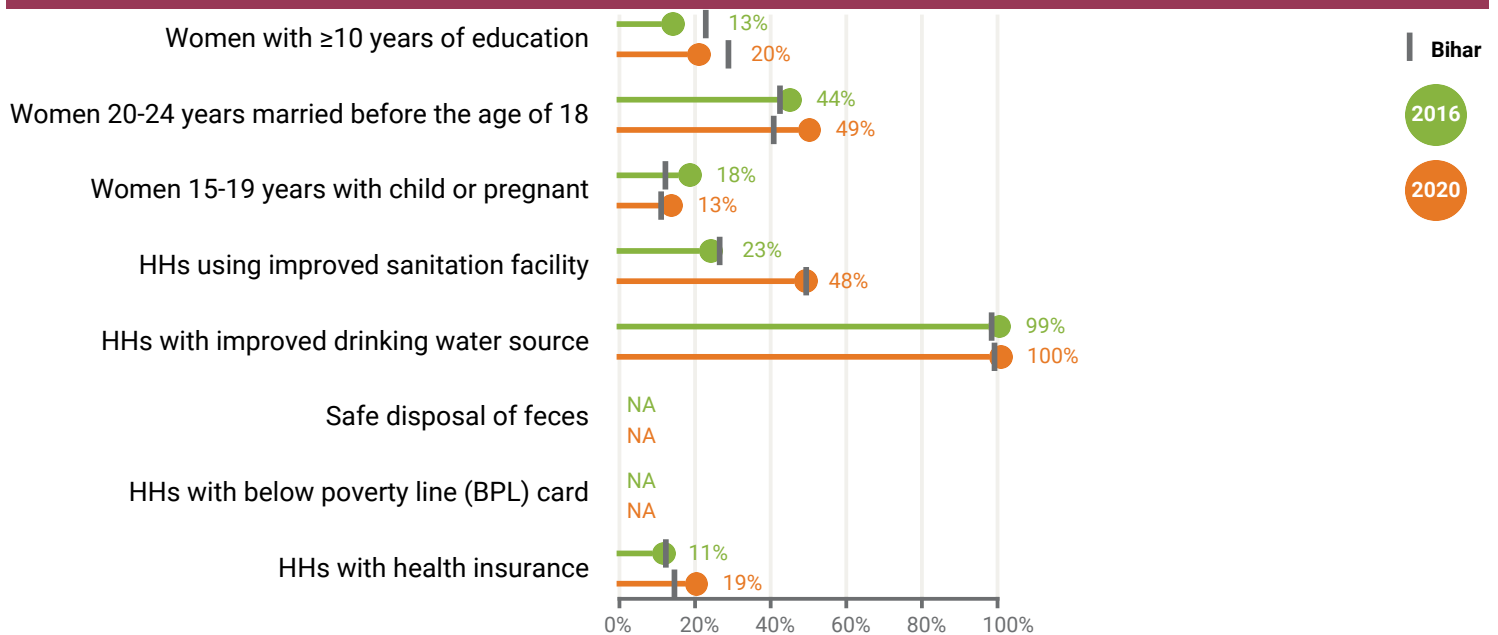 Women with ≥10 years of education
13%
20%
Women 20-24 years married before the age of 18
44%
49%
Women 15-19 years with child or pregnant
18%
13%
HHs using improved sanitation facility
23%
48%
HHs with improved drinking water source
99%
100%
Safe disposal of feces
NA
NA
HHs with below poverty line (BPL) card
NA
NA
HHs with health insurance
11%
19%
0% 20% 40% 60% 80% 100%
Bihar
2016
2020